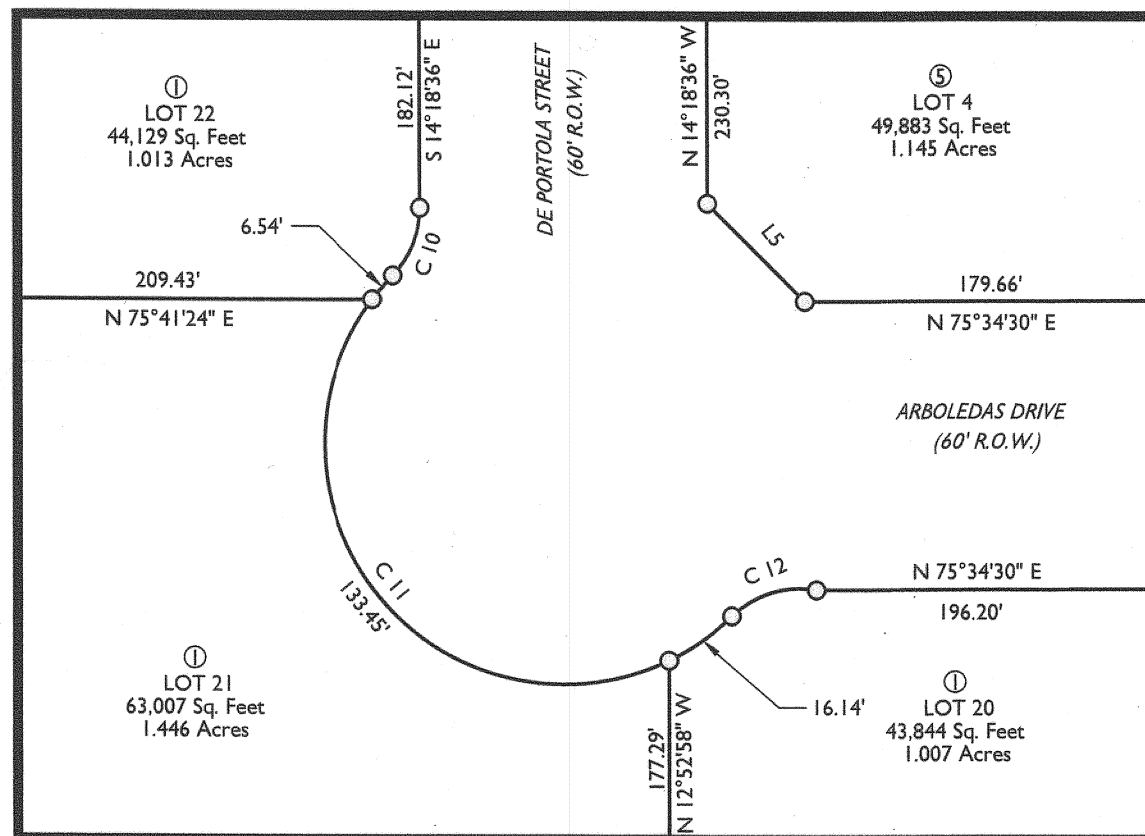 ①
LOT 22
44,129 Sq. Feet
1.013 Acres
182.12'
S 14°18'36" E
DE PORTOLA STREET
(60' R.O.W.)
N 14°18'36" W
230.30'
⑤
LOT 4
49,883 Sq. Feet
1.145 Acres
6.54'
C 10
L5
209.43'
N 75°41'24" E
179.66'
N 75°34'30" E
ARBOLEDAS DRIVE
(60' R.O.W.)
C 11
133.45'
C 12
N 75°34'30" E
196.20'
①
LOT 21
63,007 Sq. Feet
1.446 Acres
177.29'
N 12°52'58" W
16.14'
①
LOT 20
43,844 Sq. Feet
1.007 Acres